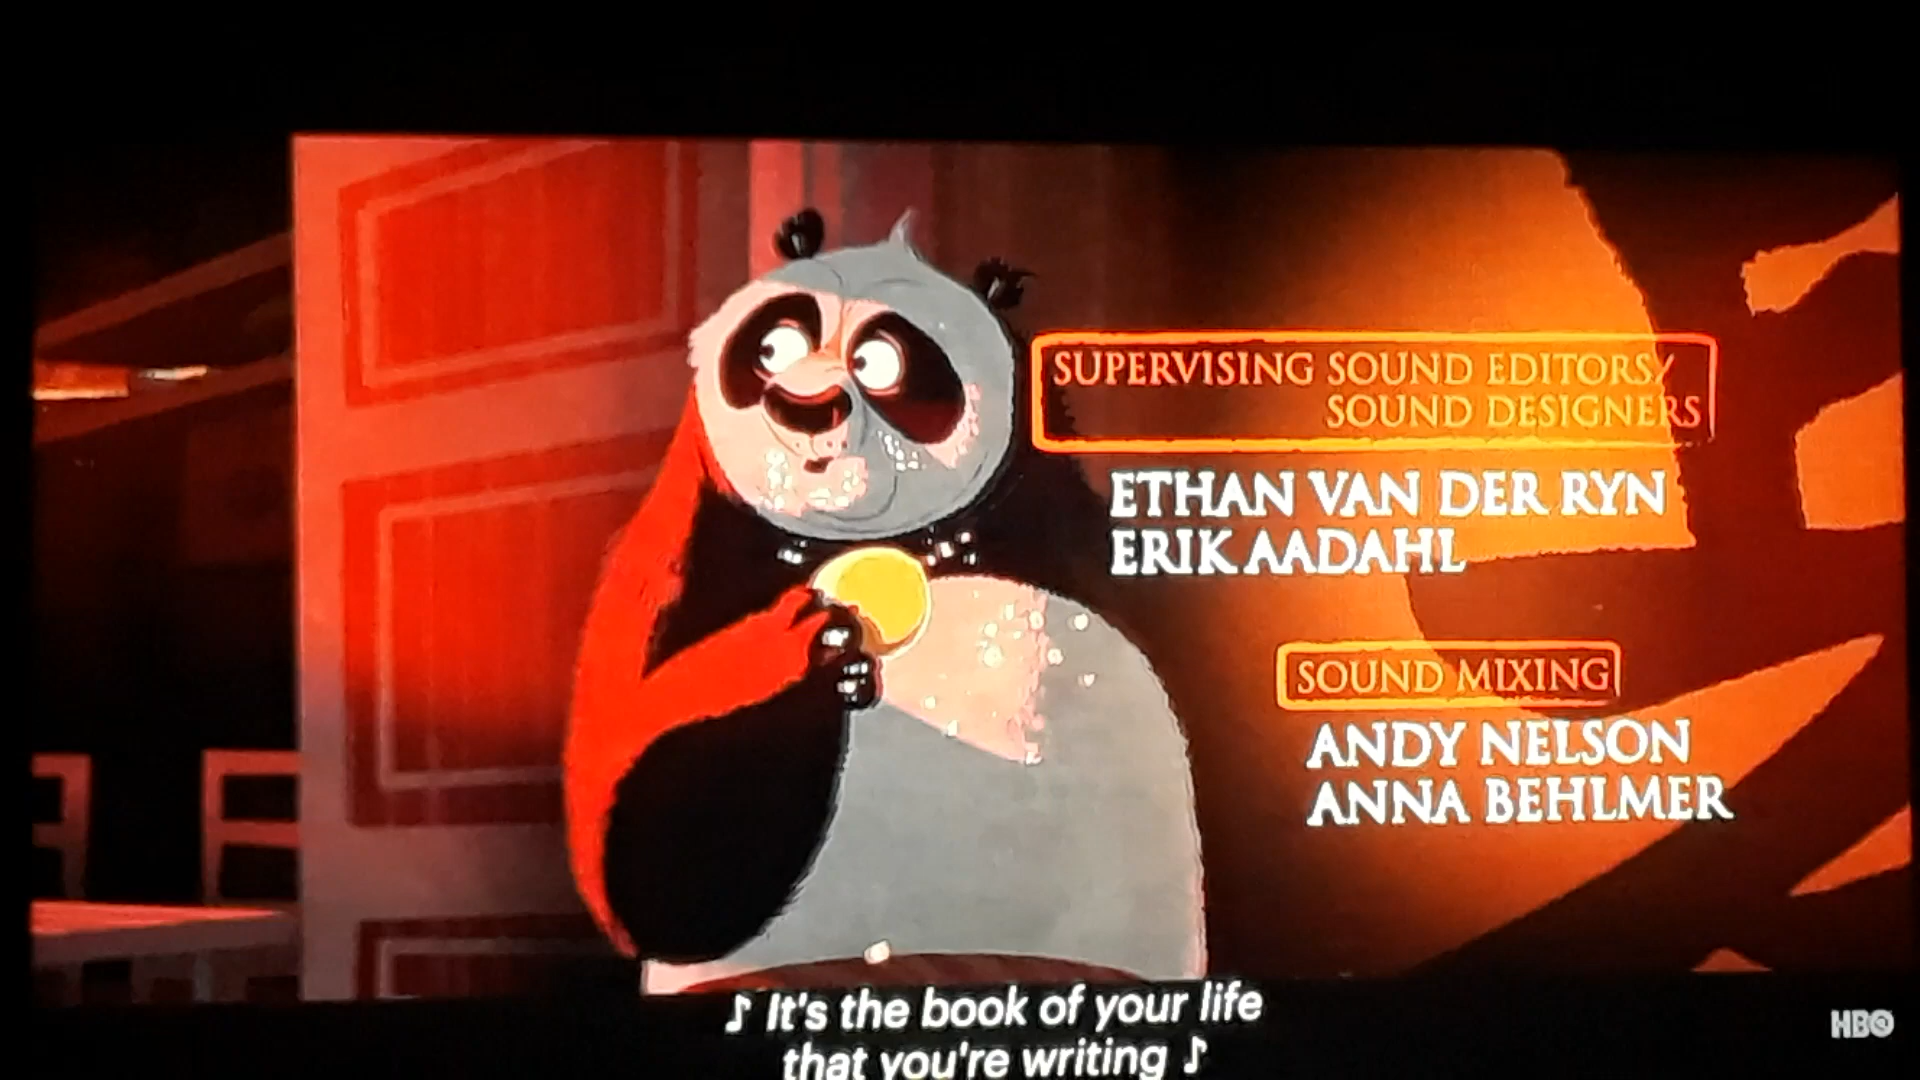 SUPERVISING SOUND EDITORS/
SOUND DESIGNERS
ETHAN VAN DER RYN
ERIK AADAHL
SOUND MIXING
ANDY NELSON
ANNA BEHLMER
♪ It's the book of your life
that you're writing ♪
HBO